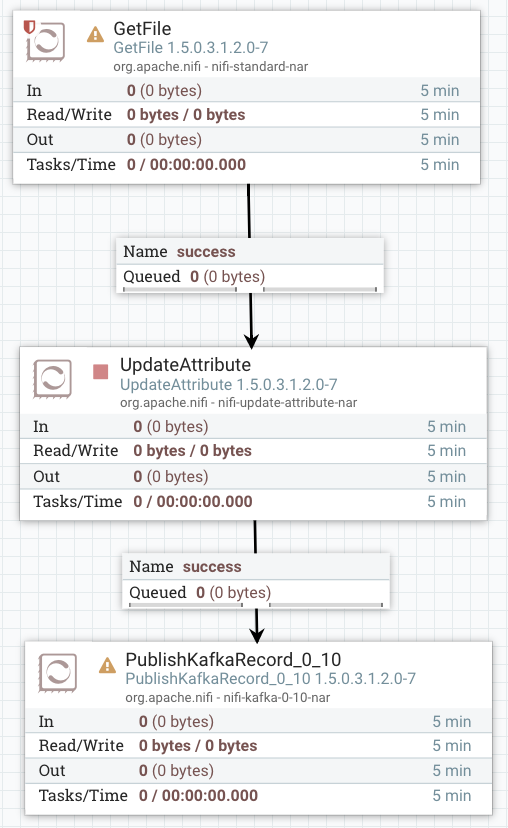 GetFile
GetFile 1.5.0.3.1.2.0-7
org.apache.nifi - nifi-standard-nar
In 0 (0 bytes) 5 min
Read/Write 0 bytes / 0 bytes 5 min
Out 0 (0 bytes) 5 min
Tasks/Time 0 / 00:00:00.000 5 min
Name success
Queued 0 (0 bytes)
UpdateAttribute
UpdateAttribute 1.5.0.3.1.2.0-7
org.apache.nifi - nifi-update-attribute-nar
In 0 (0 bytes) 5 min
Read/Write 0 bytes / 0 bytes 5 min
Out 0 (0 bytes) 5 min
Tasks/Time 0 / 00:00:00.000 5 min
Name success
Queued 0 (0 bytes)
PublishKafkaRecord_0_10
PublishKafkaRecord_0_10 1.5.0.3.1.2.0-7
org.apache.nifi - nifi-kafka-0-10-nar
In 0 (0 bytes) 5 min
Read/Write 0 bytes / 0 bytes 5 min
Out 0 (0 bytes) 5 min
Tasks/Time 0 / 00:00:00.000 5 min